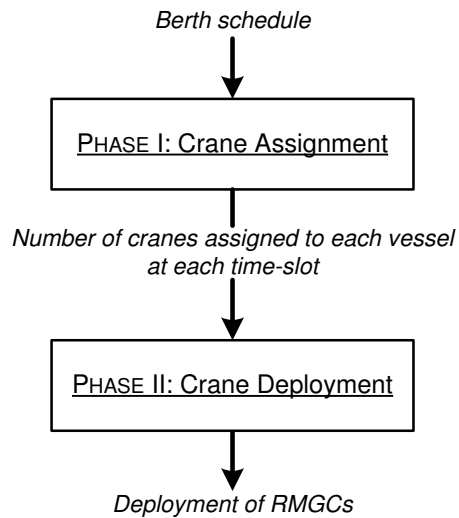 Berth schedule
PHASE I: Crane Assignment
Number of cranes assigned to each vessel
at each time-slot
PHASE II: Crane Deployment
Deployment of RMGCs